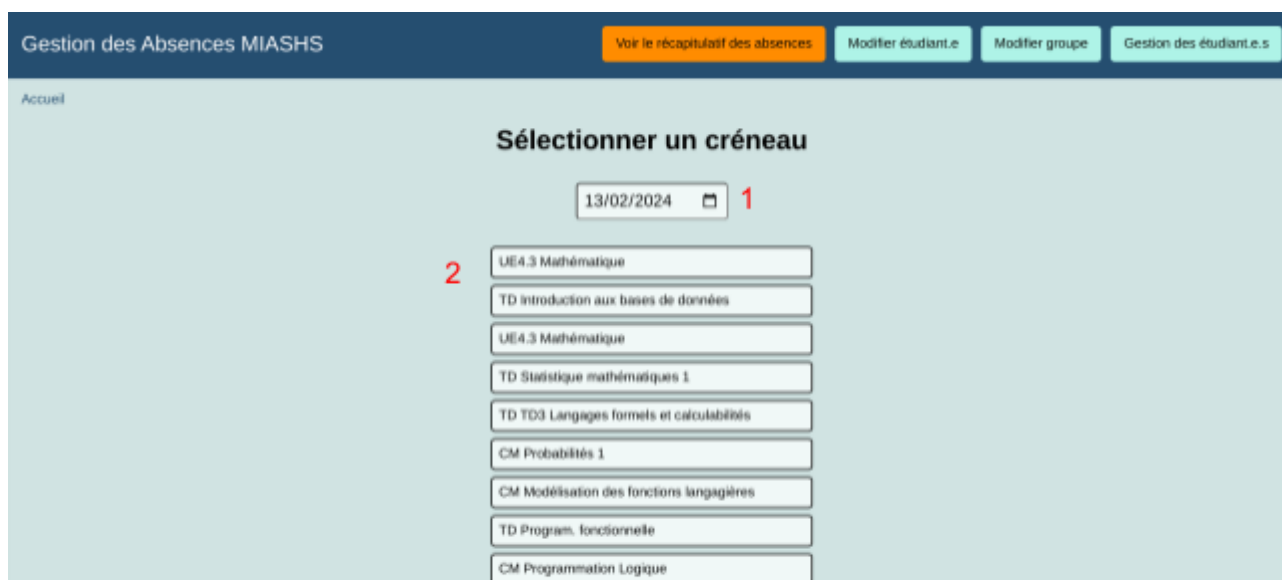 Gestion des Absences MIASHS
Voir le récapitulatif des absences
Modifier étudiant.e
Modifier groupe
Gestion des étudiant.e.s
Accueil
Sélectionner un créneau
13/02/2024
1
2
UE4.3 Mathématique
TD Introduction aux bases de données
UE4.3 Mathématique
TD Statistique mathématiques 1
TD TD3 Langages formels et calculabilités
CM Probabilités 1
CM Modélisation des fonctions langagières
TD Program. fonctionnelle
CM Programmation Logique